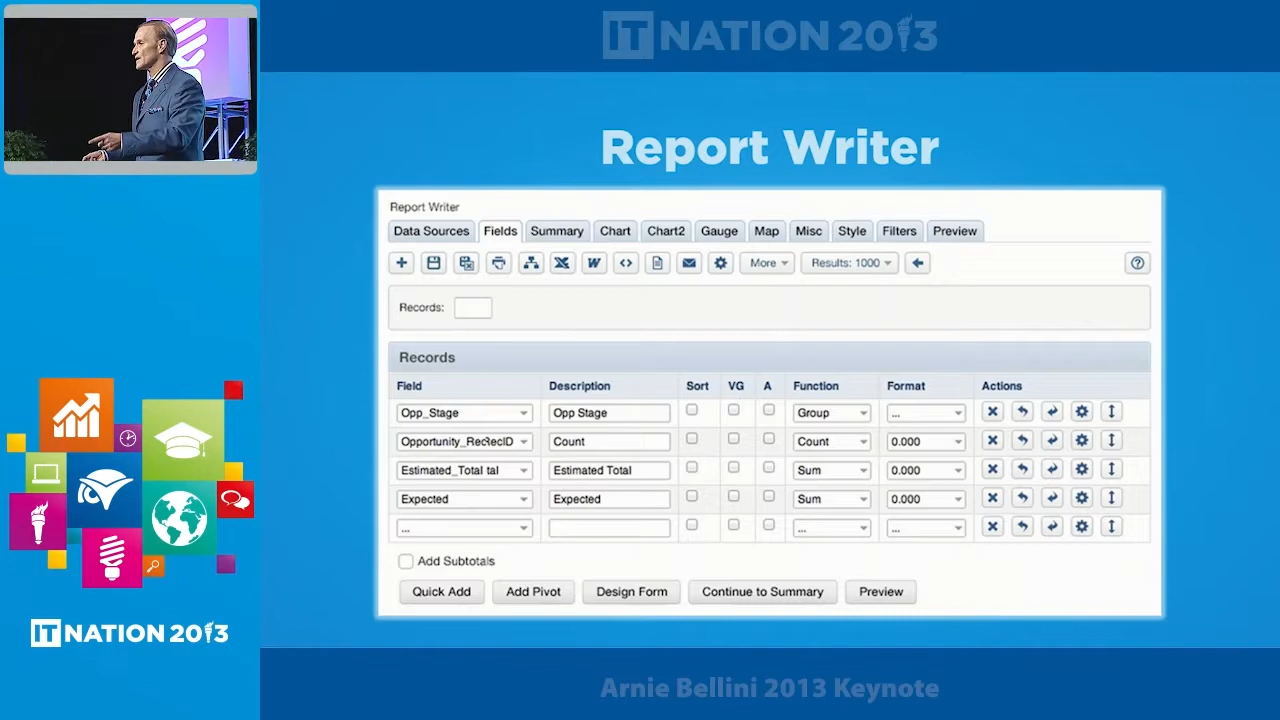 IT NATION 2013
Report Writer
Report Writer
Data Sources Fields Summary Chart Chart2 Gauge Map Misc Style Filters Preview
More Results: 1000
Records:
Records
Field Description Sort VG A Function Format Actions
Opp_Stage Opp Stage Group ...
Opportunity_RecRecID Count Count 0.000
Estimated_Total tal Estimated Total Sum 0.000
Expected Expected Sum 0.000
... ... ...
Add Subtotals
Quick Add Add Pivot Design Form Continue to Summary Preview
IT NATION 2013
Arnie Bellini 2013 Keynote